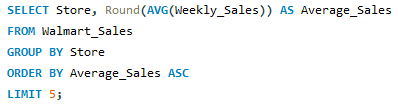 SELECT Store, Round(AVG(Weekly_Sales)) AS Average_Sales
FROM Walmart_Sales
GROUP BY Store
ORDER BY Average_Sales ASC
LIMIT 5;